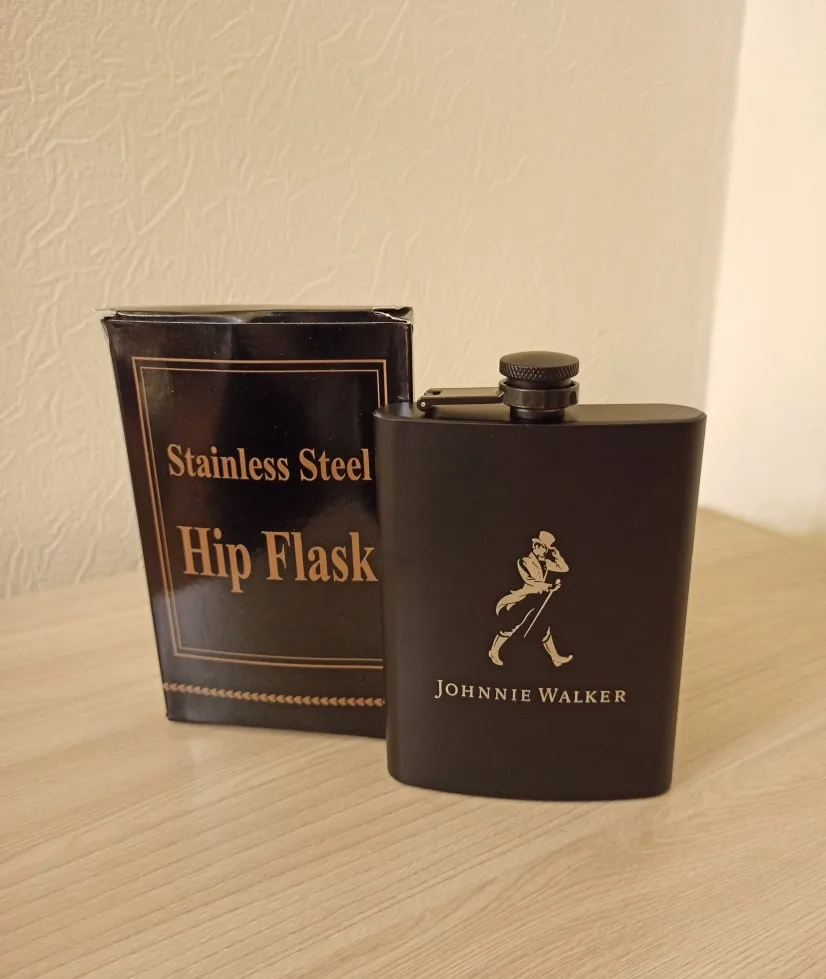 Stainless Steel
Hip Flask
JOHNNIE WALKER